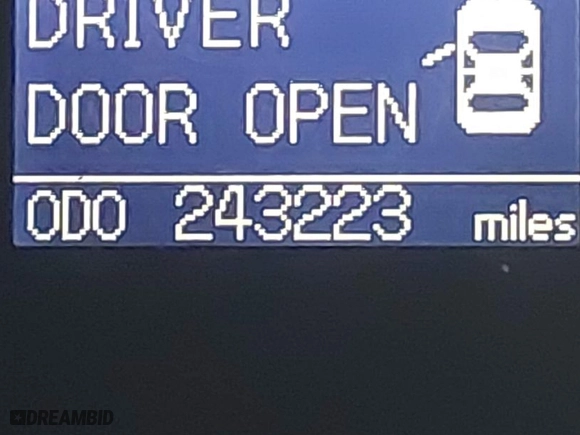 DRIVER
DOOR OPEN
ODO 243223 miles
DREAMBID